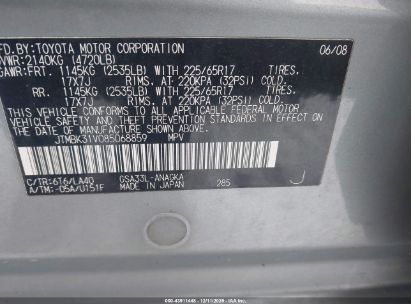 MFD.BY:TOYOTA MOTOR CORPORATION 06/08
GVWR: 2140KG (4720LB)
GAWR:FRT. 1145KG (2535LB) WITH 225/65R17 TIRES.
17X7J RIMS. AT 220KPA (32PSI) COLD
RR. 1145KG (2535LB) WITH 225/65R17 TIRES.
17X7J RIMS. AT 220KPA (32PSI) COLD
THIS VEHICLE CONFORMS TO ALL APPLICABLE FEDERAL MOTOR
VEHICLE SAFETY AND THEFT PREVENTION STANDARDS IN
EFFECT ON THE DATE OF MANUFACTURE SHOWN ABOVE.
JTMBK31V085068859 MPV
C/TR:6T6/LA40 GSA33L-ANAGKA
A/TM:-05A/U151F MADE IN JAPAN 285 J